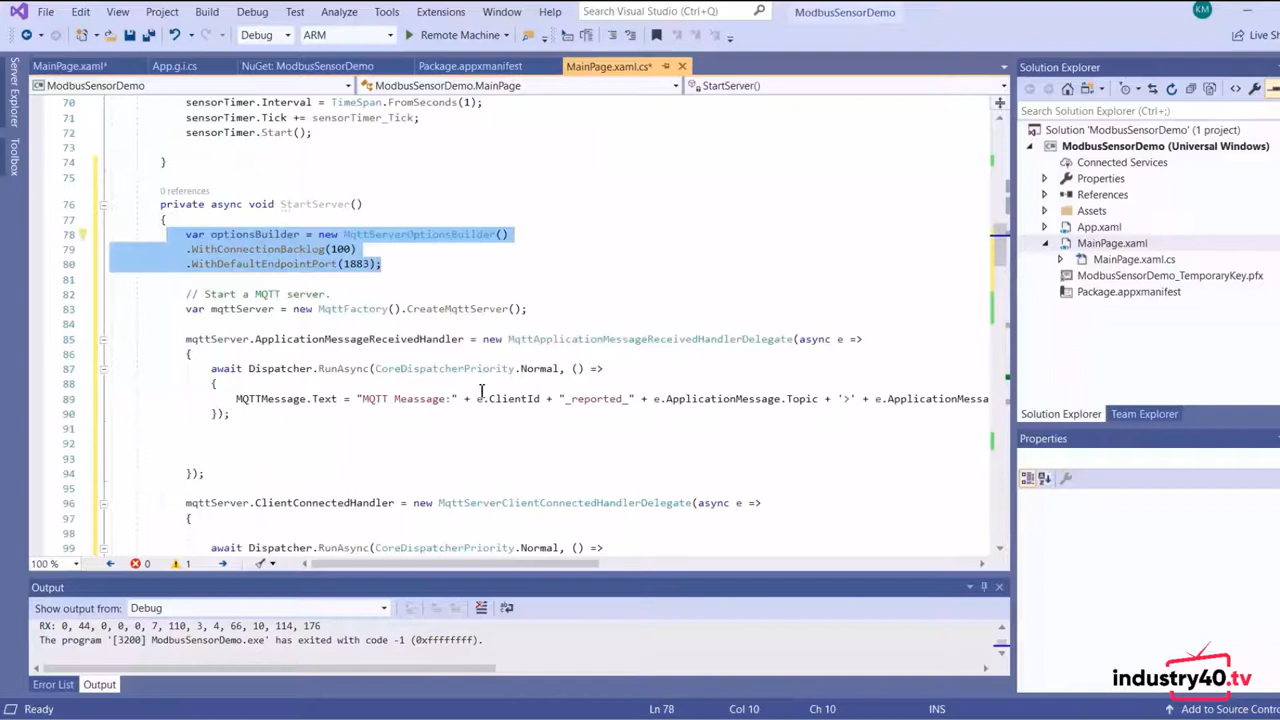 File Edit View Project Build Debug Test Analyze Tools Extensions Window Help Search Visual Studio (Ctrl+Q) ModbusSensorDemo KM
Debug ARM Remote Machine Live Sh
Server Explorer
Toolbox
MainPage.xaml* App.g.i.cs NuGet: ModbusSensorDemo Package.appxmanifest MainPage.xaml.cs*
ModbusSensorDemo ModbusSensorDemo.MainPage StartServer()
70 sensorTimer.Interval = TimeSpan.FromSeconds(1);
71 sensorTimer.Tick += sensorTimer_Tick;
72 sensorTimer.Start();
73
74 }
75
0 references
76 private async void StartServer()
77 {
78 var optionsBuilder = new MqttServerOptionsBuilder()
79 .WithConnectionBacklog(100)
80 .WithDefaultEndpointPort(1883);
81
82 // Start a MQTT server.
83 var mqttServer = new MqttFactory().CreateMqttServer();
84
85 mqttServer.ApplicationMessageReceivedHandler = new MqttApplicationMessageReceivedHandlerDelegate(async e =>
86 {
87 await Dispatcher.RunAsync(CoreDispatcherPriority.Normal, () =>
88 {
89 MQTTMessage.Text = "MQTT Meassage:" + e.ClientId + "_reported_" + e.ApplicationMessage.Topic + '>' + e.ApplicationMessa
90 });
91
92
93
94 });
95
96 mqttServer.ClientConnectedHandler = new MqttServerClientConnectedHandlerDelegate(async e =>
97 {
98
99 await Dispatcher.RunAsync(CoreDispatcherPriority.Normal, () =>
100 % 0 1
Output
Show output from: Debug
RX: 0, 44, 0, 0, 0, 7, 110, 3, 4, 66, 10, 114, 176
The program '[3200] ModbusSensorDemo.exe' has exited with code -1 (0xffffffff).
Error List Output
Solution Explorer
Search Solution Explorer (Ctrl+;)
Solution 'ModbusSensorDemo' (1 project)
ModbusSensorDemo (Universal Windows)
Connected Services
Properties
References
Assets
App.xaml
MainPage.xaml
MainPage.xaml.cs
ModbusSensorDemo_TemporaryKey.pfx
Package.appxmanifest
Solution Explorer Team Explorer
Properties
industry40.tv
Ready Ln 78 Col 10 Ch 10 INS Add to Source Contro